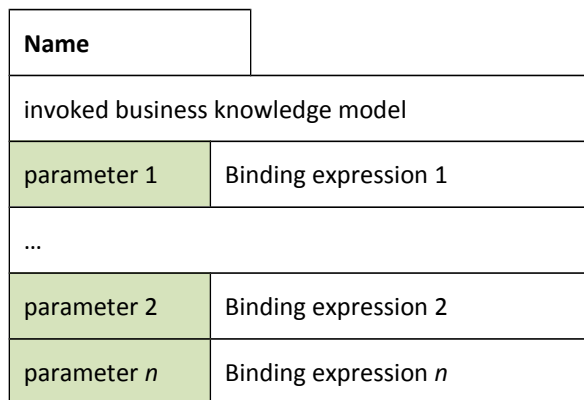 Name
invoked business knowledge model
parameter 1 Binding expression 1
...
parameter 2 Binding expression 2
parameter n Binding expression n